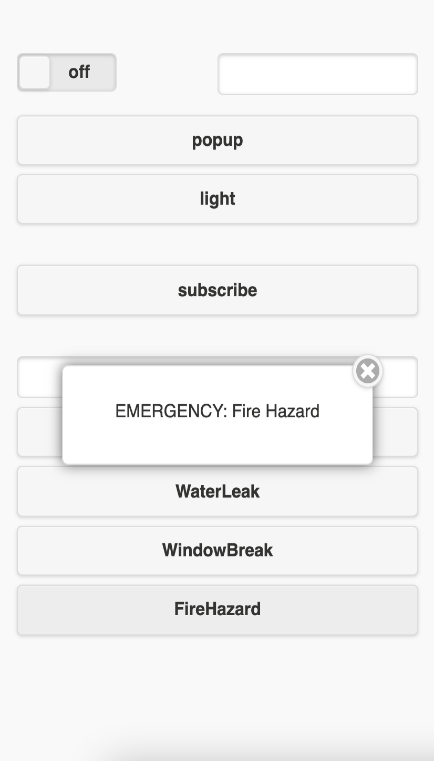 off
popup
light
subscribe
EMERGENCY: Fire Hazard
WaterLeak
WindowBreak
FireHazard